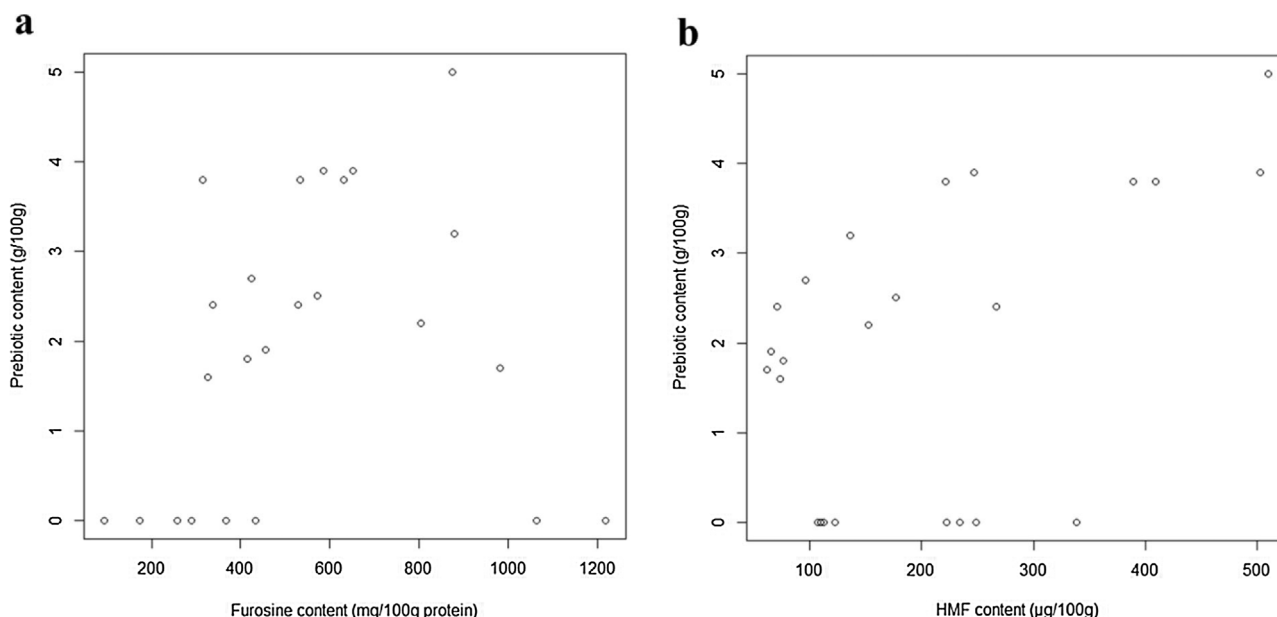 a
5
4
3
2
1
0
Prebiotic content (g/100g)
200 400 600 800 1000 1200
Furosine content (mg/100g protein)
b
5
4
3
2
1
0
Prebiotic content (g/100g)
100 200 300 400 500
HMF content (µg/100g)